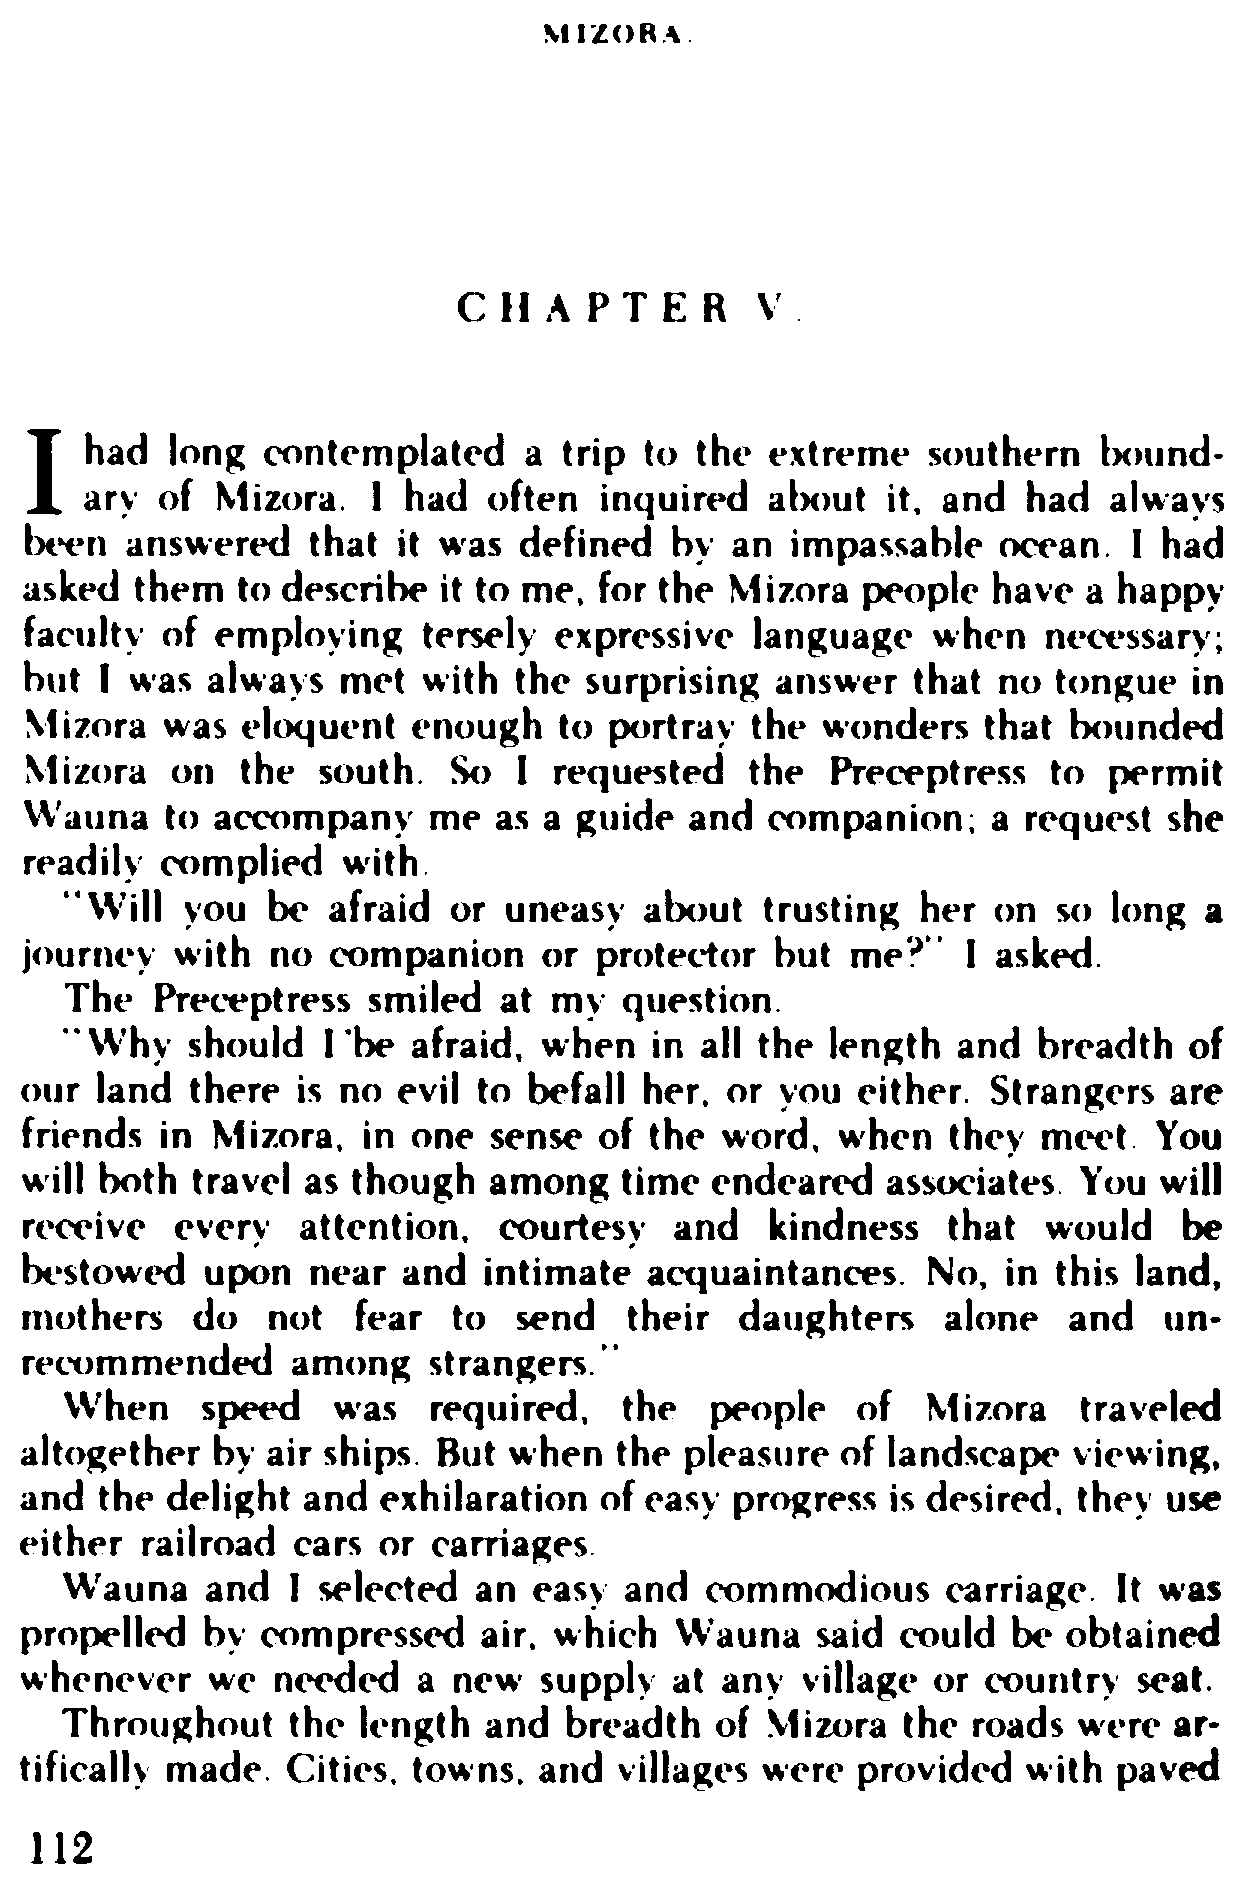 MIZORA.
CHAPTER V.
I had long contemplated a trip to the extreme southern bound-
ary of Mizora. I had often inquired about it, and had always
been answered that it was defined by an impassable ocean. I had
asked them to describe it to me, for the Mizora people have a happy
faculty of employing tersely expressive language when necessary;
but I was always met with the surprising answer that no tongue in
Mizora was eloquent enough to portray the wonders that bounded
Mizora on the south. So I requested the Preceptress to permit
Wauna to accompany me as a guide and companion; a request she
readily complied with.
"Will you be afraid or uneasy about trusting her on so long a
journey with no companion or protector but me?" I asked.
The Preceptress smiled at my question.
"Why should I be afraid, when in all the length and breadth of
our land there is no evil to befall her, or you either. Strangers are
friends in Mizora, in one sense of the word, when they meet. You
will both travel as though among time endeared associates. You will
receive every attention, courtesy and kindness that would be
bestowed upon near and intimate acquaintances. No, in this land,
mothers do not fear to send their daughters alone and un-
recommended among strangers."
When speed was required, the people of Mizora traveled
altogether by air ships. But when the pleasure of landscape viewing,
and the delight and exhilaration of easy progress is desired, they use
either railroad cars or carriages.
Wauna and I selected an easy and commodious carriage. It was
propelled by compressed air, which Wauna said could be obtained
whenever we needed a new supply at any village or country seat.
Throughout the length and breadth of Mizora the roads were ar-
tifically made. Cities, towns, and villages were provided with paved
112